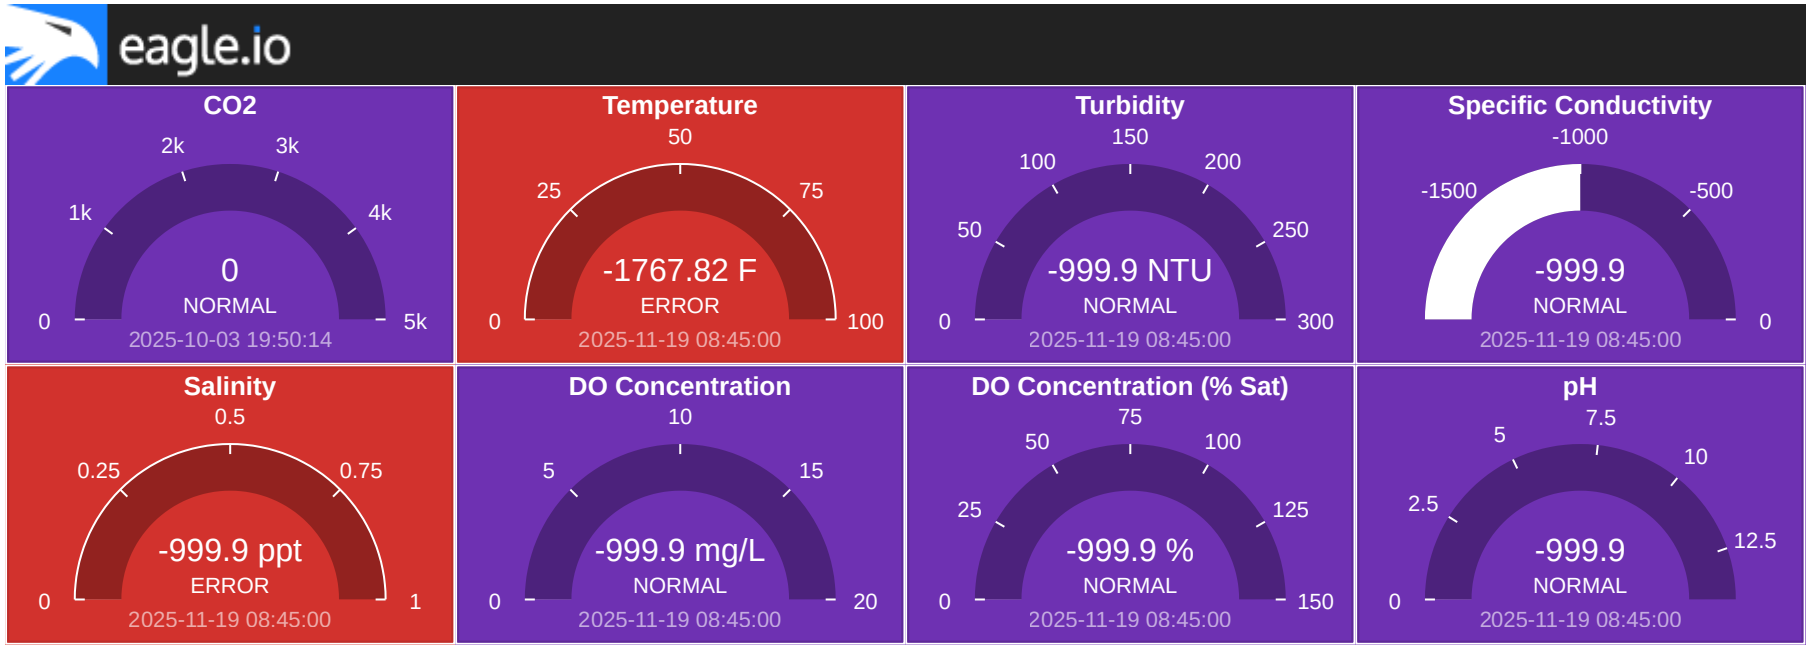 eagle.io
CO2
2k
3k
1k
4k
0
NORMAL
0
5k
2025-10-03 19:50:14
Temperature
50
25
75
-1767.82 F
ERROR
0
100
2025-11-19 08:45:00
Turbidity
150
100
200
50
250
-999.9 NTU
NORMAL
0
300
2025-11-19 08:45:00
Specific Conductivity
-1000
-1500
-500
-999.9
NORMAL
0
2025-11-19 08:45:00
Salinity
0.5
0.25
0.75
-999.9 ppt
ERROR
0
1
2025-11-19 08:45:00
DO Concentration
10
5
15
-999.9 mg/L
NORMAL
0
20
2025-11-19 08:45:00
DO Concentration (% Sat)
75
50
100
25
125
-999.9 %
NORMAL
0
150
2025-11-19 08:45:00
pH
7.5
5
10
2.5
12.5
-999.9
NORMAL
0
2025-11-19 08:45:00